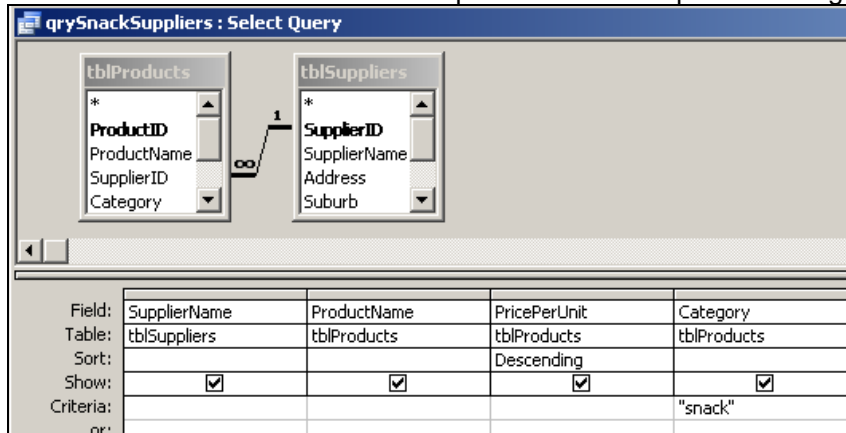 qrySnackSuppliers : Select Query
tblProducts
*
ProductID
ProductName
SupplierID
Category
∞
1
tblSuppliers
*
SupplierID
SupplierName
Address
Suburb
Field: SupplierName ProductName PricePerUnit Category
Table: tblSuppliers tblProducts tblProducts tblProducts
Sort: Descending
Show:
Criteria: "snack"
or: